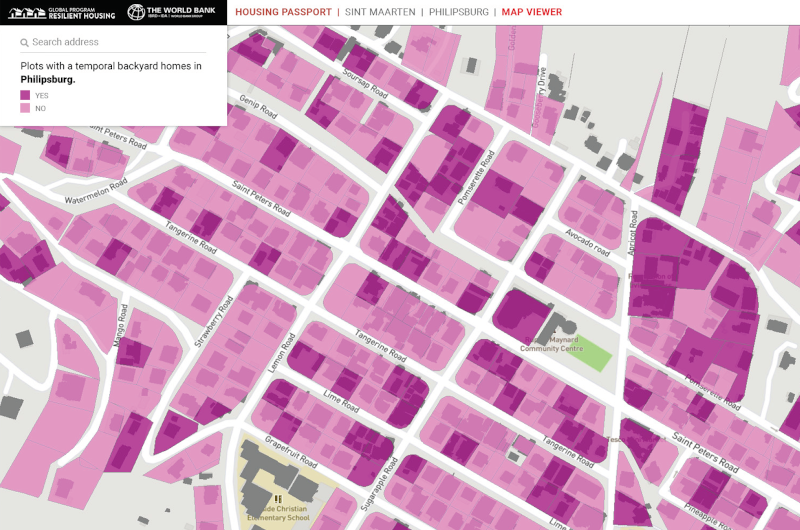 GLOBAL PROGRAM
RESILIENT HOUSING
THE WORLD BANK
IBRD • IDA | WORLD BANK GROUP
HOUSING PASSPORT | SINT MAARTEN | PHILIPSBURG | MAP VIEWER
Search address
Plots with a temporal backyard homes in
Philipsburg.
YES
NO
Soursap Road
Genip Road
Golden
Drive
Saint Peters Road
Watermelon Road
Saint Peters Road
Tangerine Road
Pomserette Road
Avocado road
Apricot Road
Mango Road
Strawberry Road
Lemon Road
Tangerine Road
Maynard
Community Centre
Lime Road
Pomserette Road
Grapefruit Road
Sugarapple Road
Tangerine Road
Saint Peters Road
Christian
Elementary School
Lime
Pineapple Road